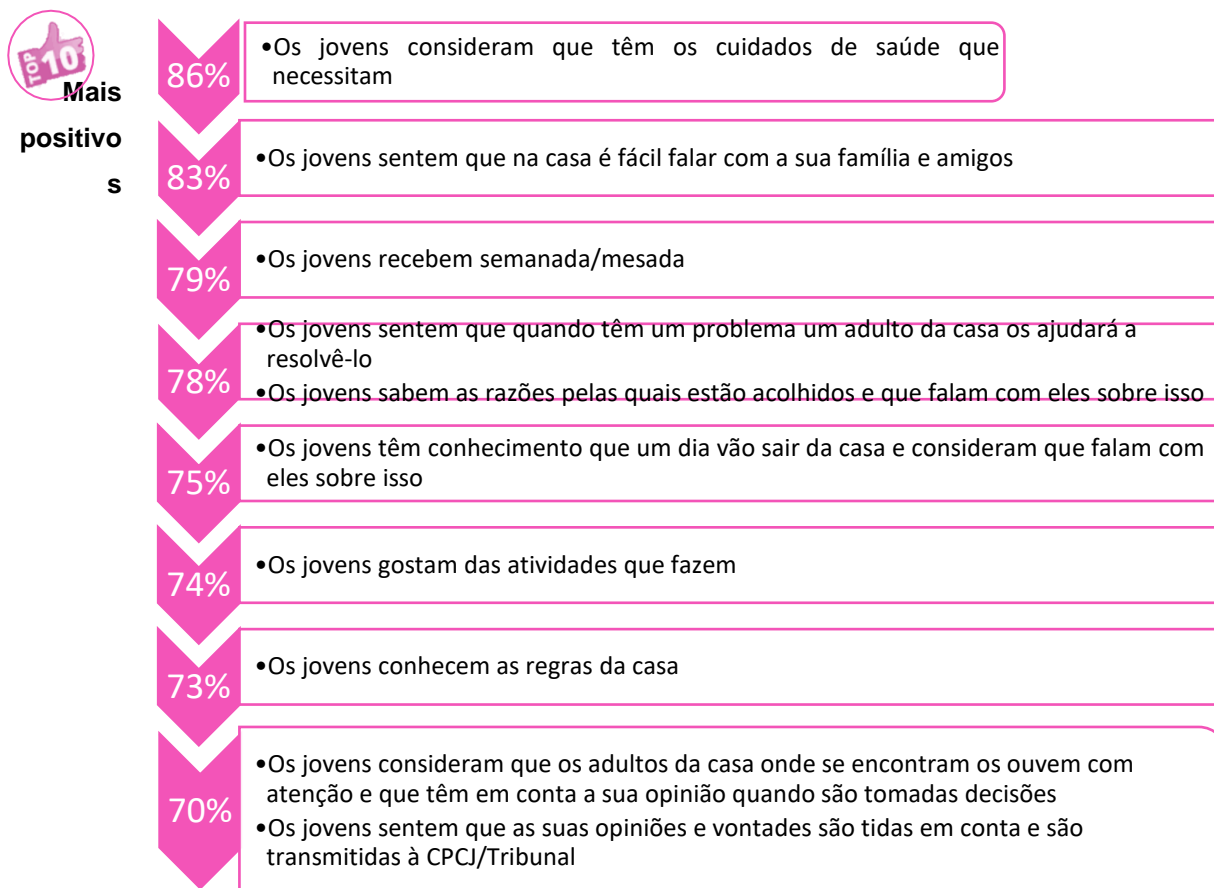 TOP
10
Mais
positivo
s
86%
•Os jovens consideram que têm os cuidados de saúde que
necessitam
83%
•Os jovens sentem que na casa é fácil falar com a sua família e amigos
79%
•Os jovens recebem semanada/mesada
78%
•Os jovens sentem que quando têm um problema um adulto da casa os ajudará a
resolvê-lo
•Os jovens sabem as razões pelas quais estão acolhidos e que falam com eles sobre isso
75%
•Os jovens têm conhecimento que um dia vão sair da casa e consideram que falam com
eles sobre isso
74%
•Os jovens gostam das atividades que fazem
73%
•Os jovens conhecem as regras da casa
70%
•Os jovens consideram que os adultos da casa onde se encontram os ouvem com
atenção e que têm em conta a sua opinião quando são tomadas decisões
•Os jovens sentem que as suas opiniões e vontades são tidas em conta e são
transmitidas à CPCJ/Tribunal